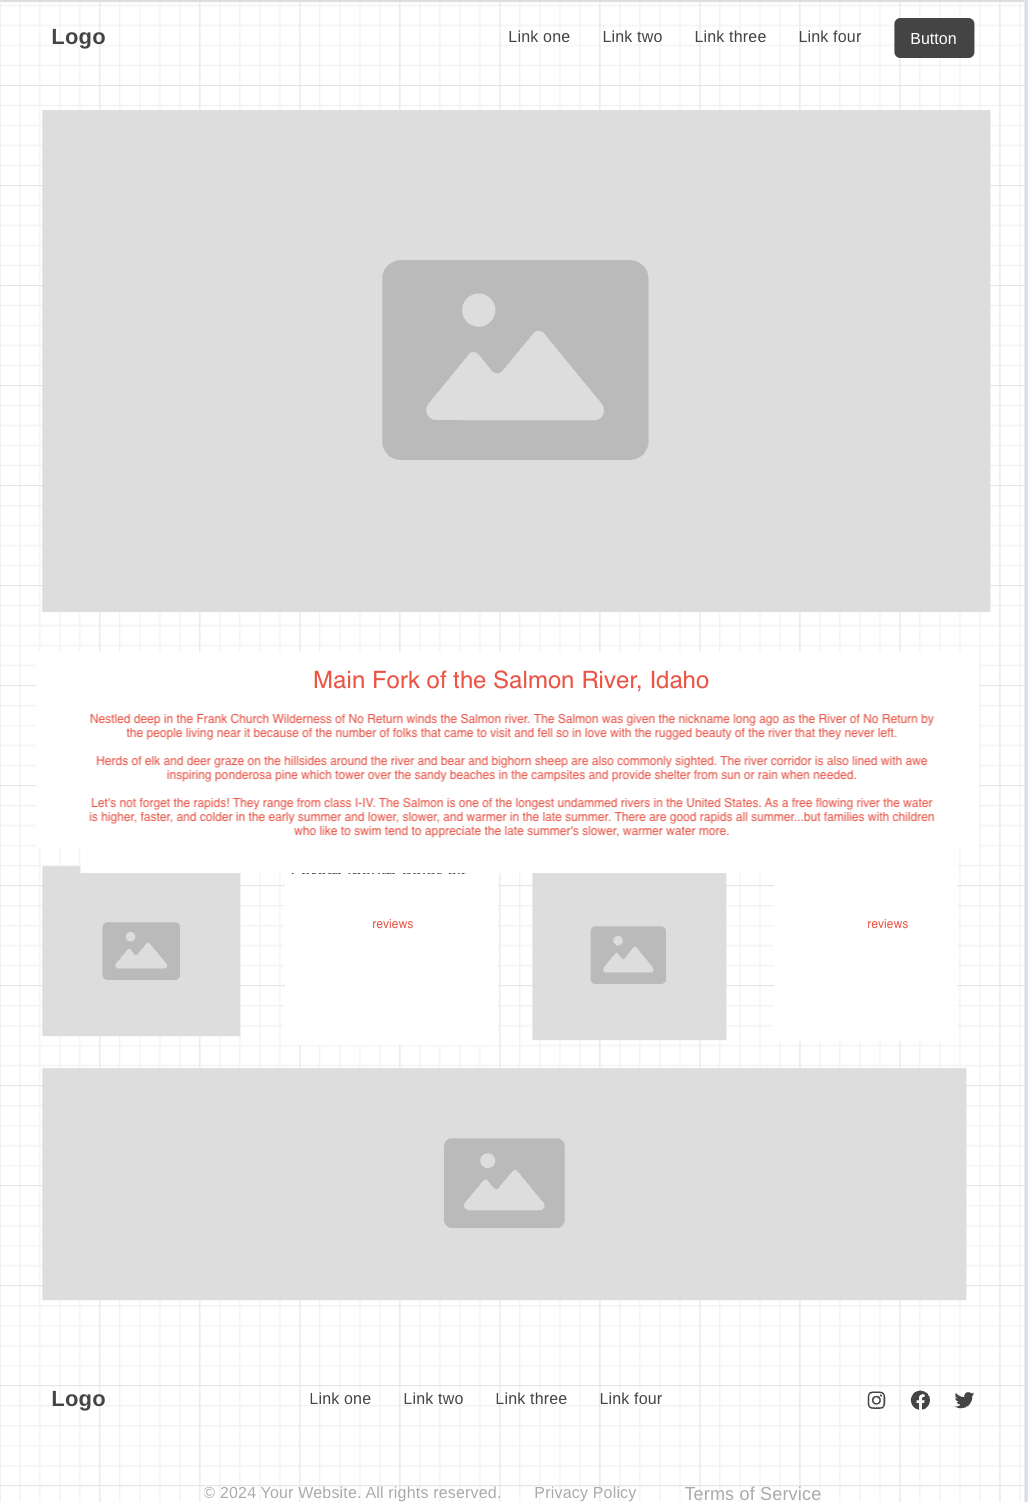 Logo
Link one
Link two
Link three
Link four
Button
Main Fork of the Salmon River, Idaho
Nestled deep in the Frank Church Wilderness of No Return winds the Salmon river. The Salmon was given the nickname long ago as the River of No Return by
the people living near it because of the number of folks that came to visit and fell so in love with the rugged beauty of the river that they never left.
Herds of elk and deer graze on the hillsides around the river and bear and bighorn sheep are also commonly sighted. The river corridor is also lined with awe
inspiring ponderosa pine which tower over the sandy beaches in the campsites and provide shelter from sun or rain when needed.
Let's not forget the rapids! They range from class I-IV. The Salmon is one of the longest undammed rivers in the United States. As a free flowing river the water
is higher, faster, and colder in the early summer and lower, slower, and warmer in the late summer. There are good rapids all summer...but families with children
who like to swim tend to appreciate the late summer's slower, warmer water more.
reviews
reviews
Logo
Link one
Link two
Link three
Link four
© 2024 Your Website. All rights reserved.
Privacy Policy
Terms of Service